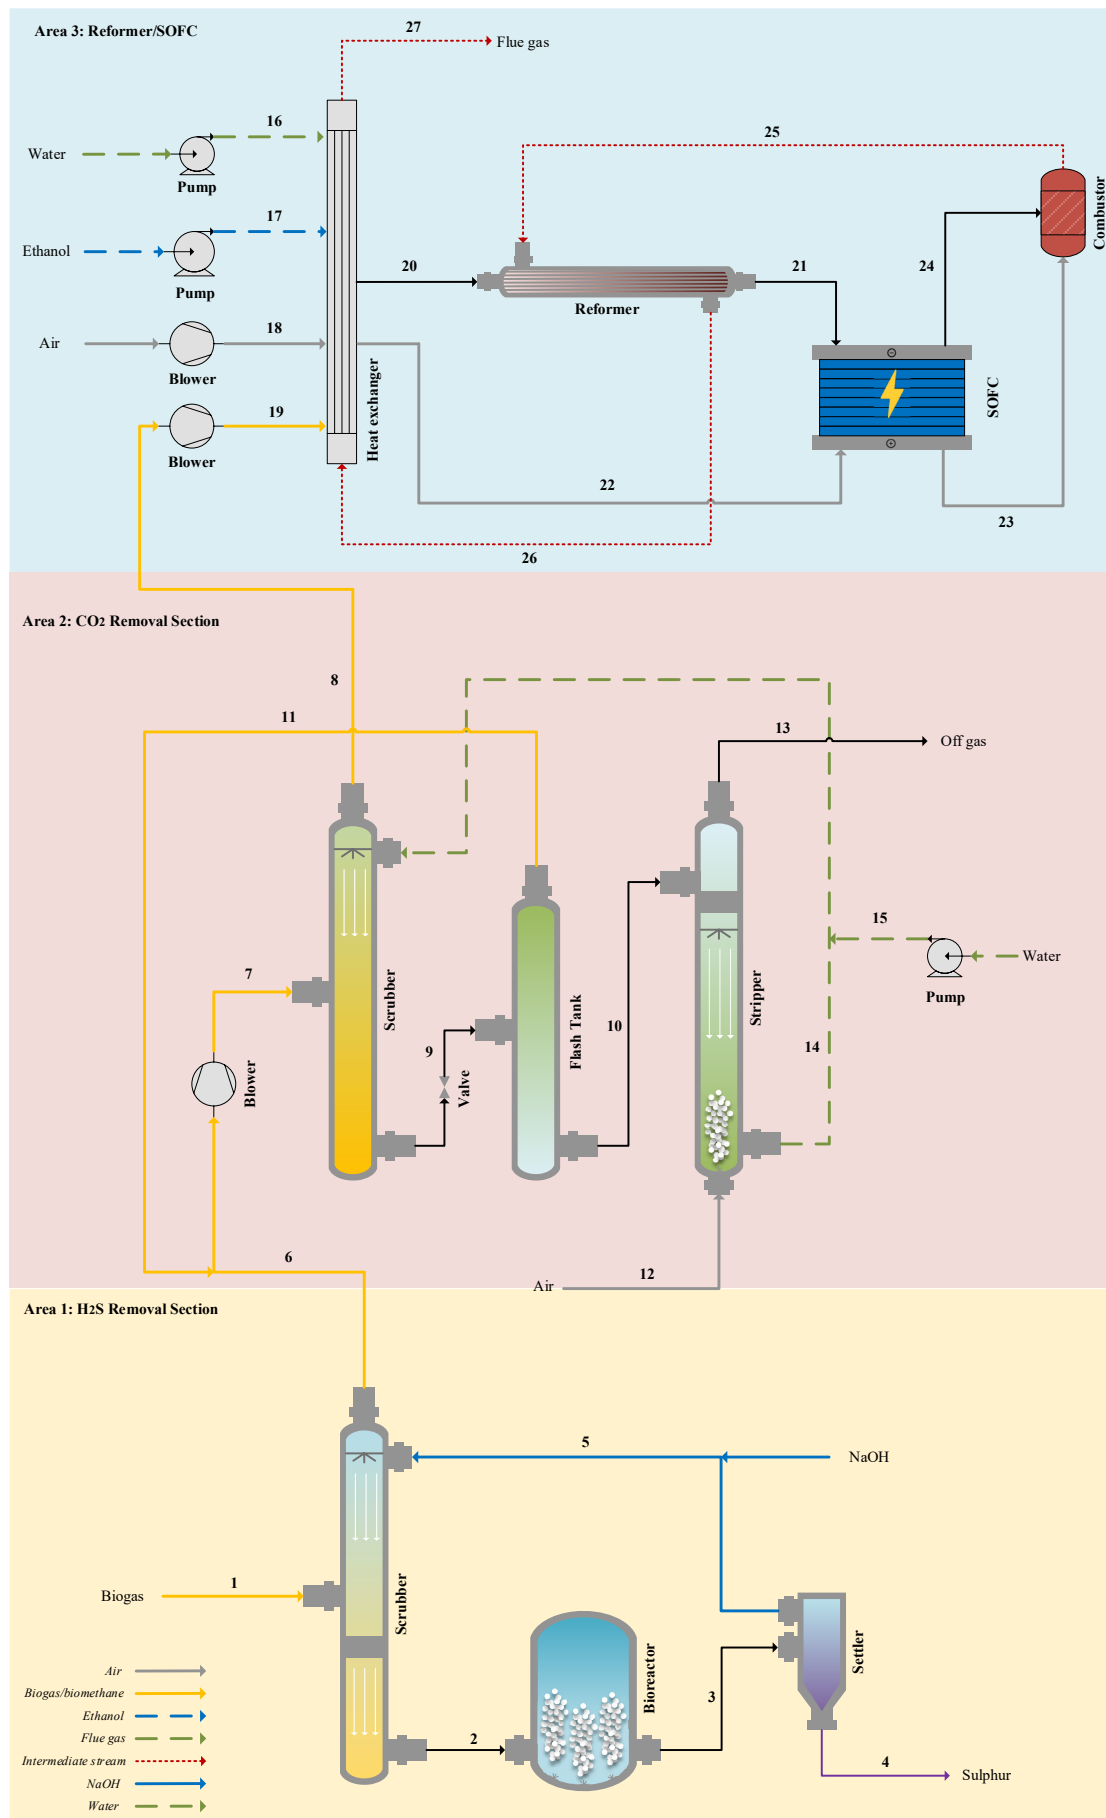 Area 3: Reformer/SOFC
27
Flue gas
16
Water
Pump
25
Combustor
17
Ethanol
Pump
20
21
24
Reformer
18
Air
Blower
Heat exchanger
SOFC
19
Blower
22
23
26
Area 2: CO2 Removal Section
8
11
13
Off gas
15
Water
Pump
7
Scrubber
Flash Tank
10
Stripper
9
Valve
14
Blower
6
12
Air
Area 1: H2S Removal Section
5
NaOH
1
Biogas
Scrubber
Bioreactor
Settler
3
2
4
Sulphur
Air
Biogas/biomethane
Ethanol
Flue gas
Intermediate stream
NaOH
Water